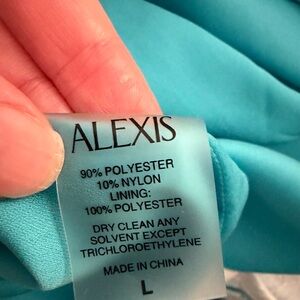 ALEXIS
90% POLYESTER
10% NYLON
LINING:
100% POLYESTER
DRY CLEAN ANY
SOLVENT EXCEPT
TRICHLOROETHYLENE
MADE IN CHINA
L